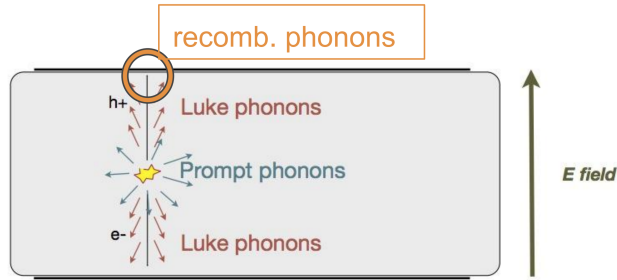 recomb. phonons
h+
Luke phonons
Prompt phonons
E field
e-
Luke phonons